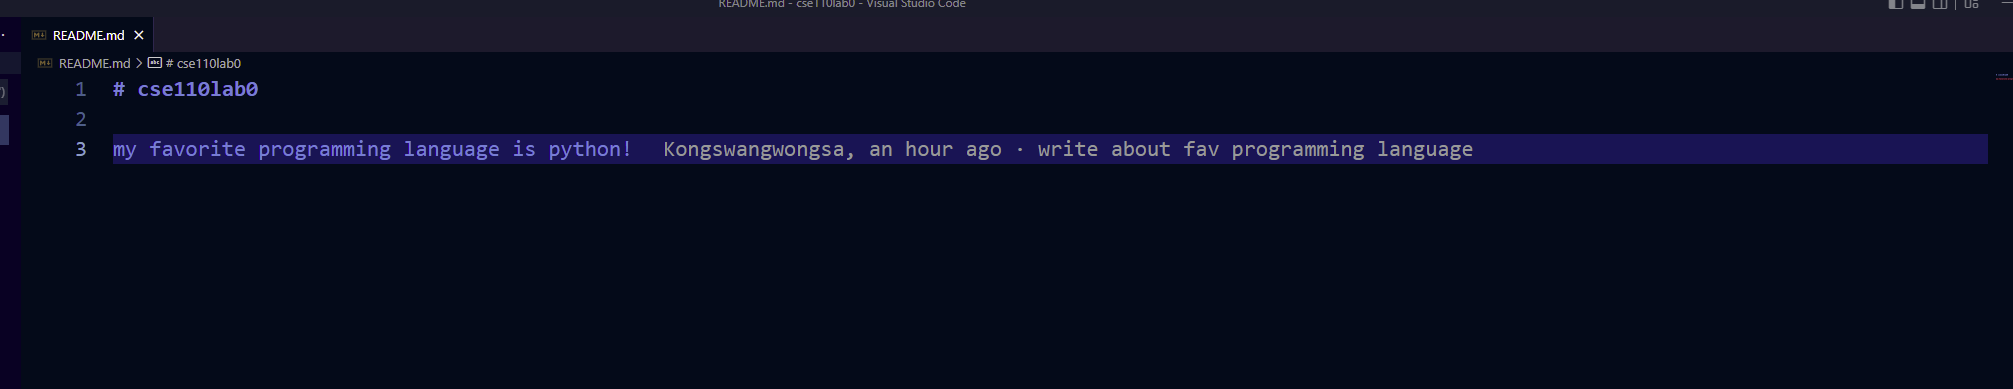 README.md - cse110lab0 - Visual Studio Code
README.md
README.md > # cse110lab0
1 # cse110lab0
2
3 my favorite programming language is python! Kongswangwongsa, an hour ago · write about fav programming language